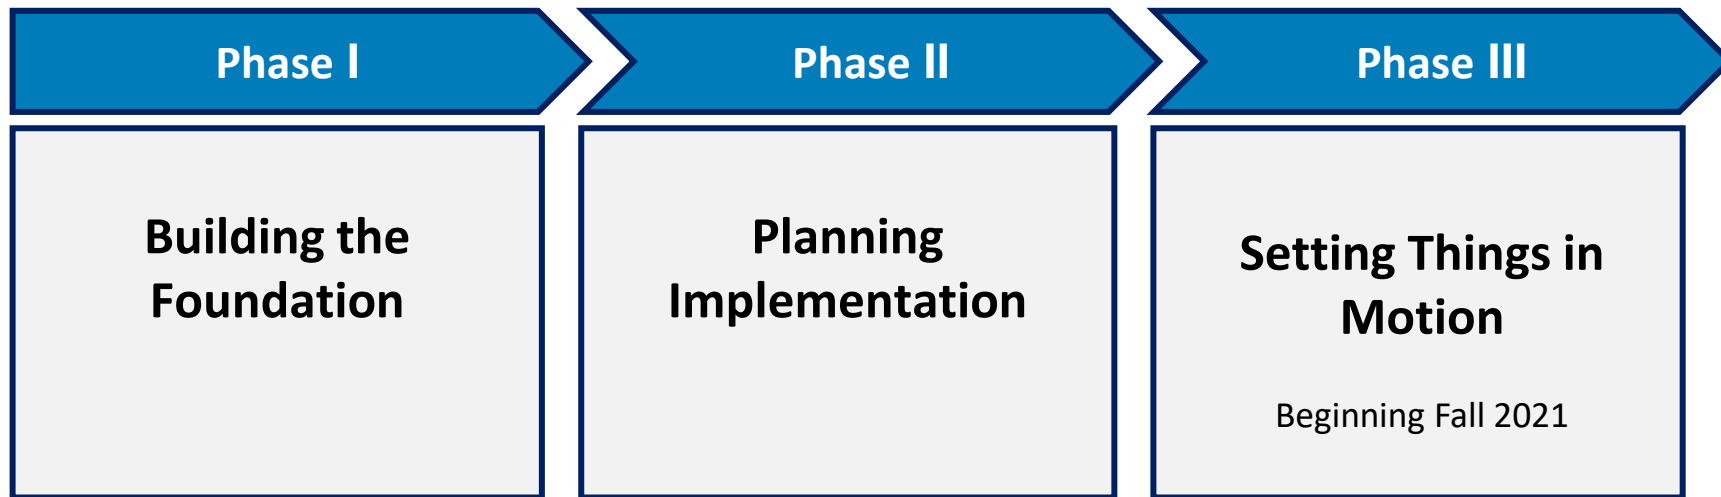 Phase I
Phase II
Phase III
Building the
Foundation
Planning
Implementation
Setting Things in
Motion
Beginning Fall 2021